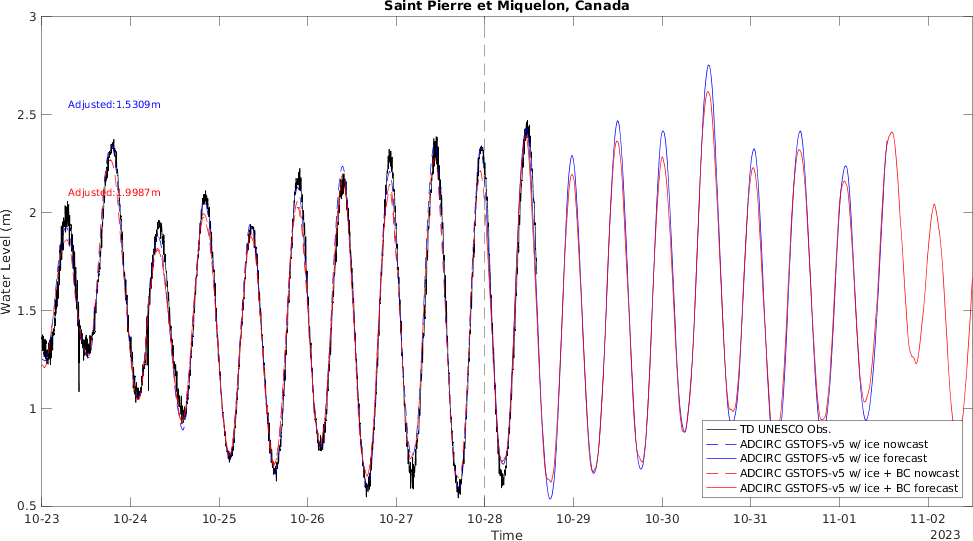 Saint Pierre et Miquelon, Canada
3
2.5
2
1.5
1
0.5
Water Level (m)
Adjusted:1.5309m
Adjusted:1.9987m
TD UNESCO Obs.
ADCIRC GSTOFS-v5 w/ ice nowcast
ADCIRC GSTOFS-v5 w/ ice forecast
ADCIRC GSTOFS-v5 w/ ice + BC nowcast
ADCIRC GSTOFS-v5 w/ ice + BC forecast
10-23 10-24 10-25 10-26 10-27 10-28 10-29 10-30 10-31 11-01 11-02
Time
2023